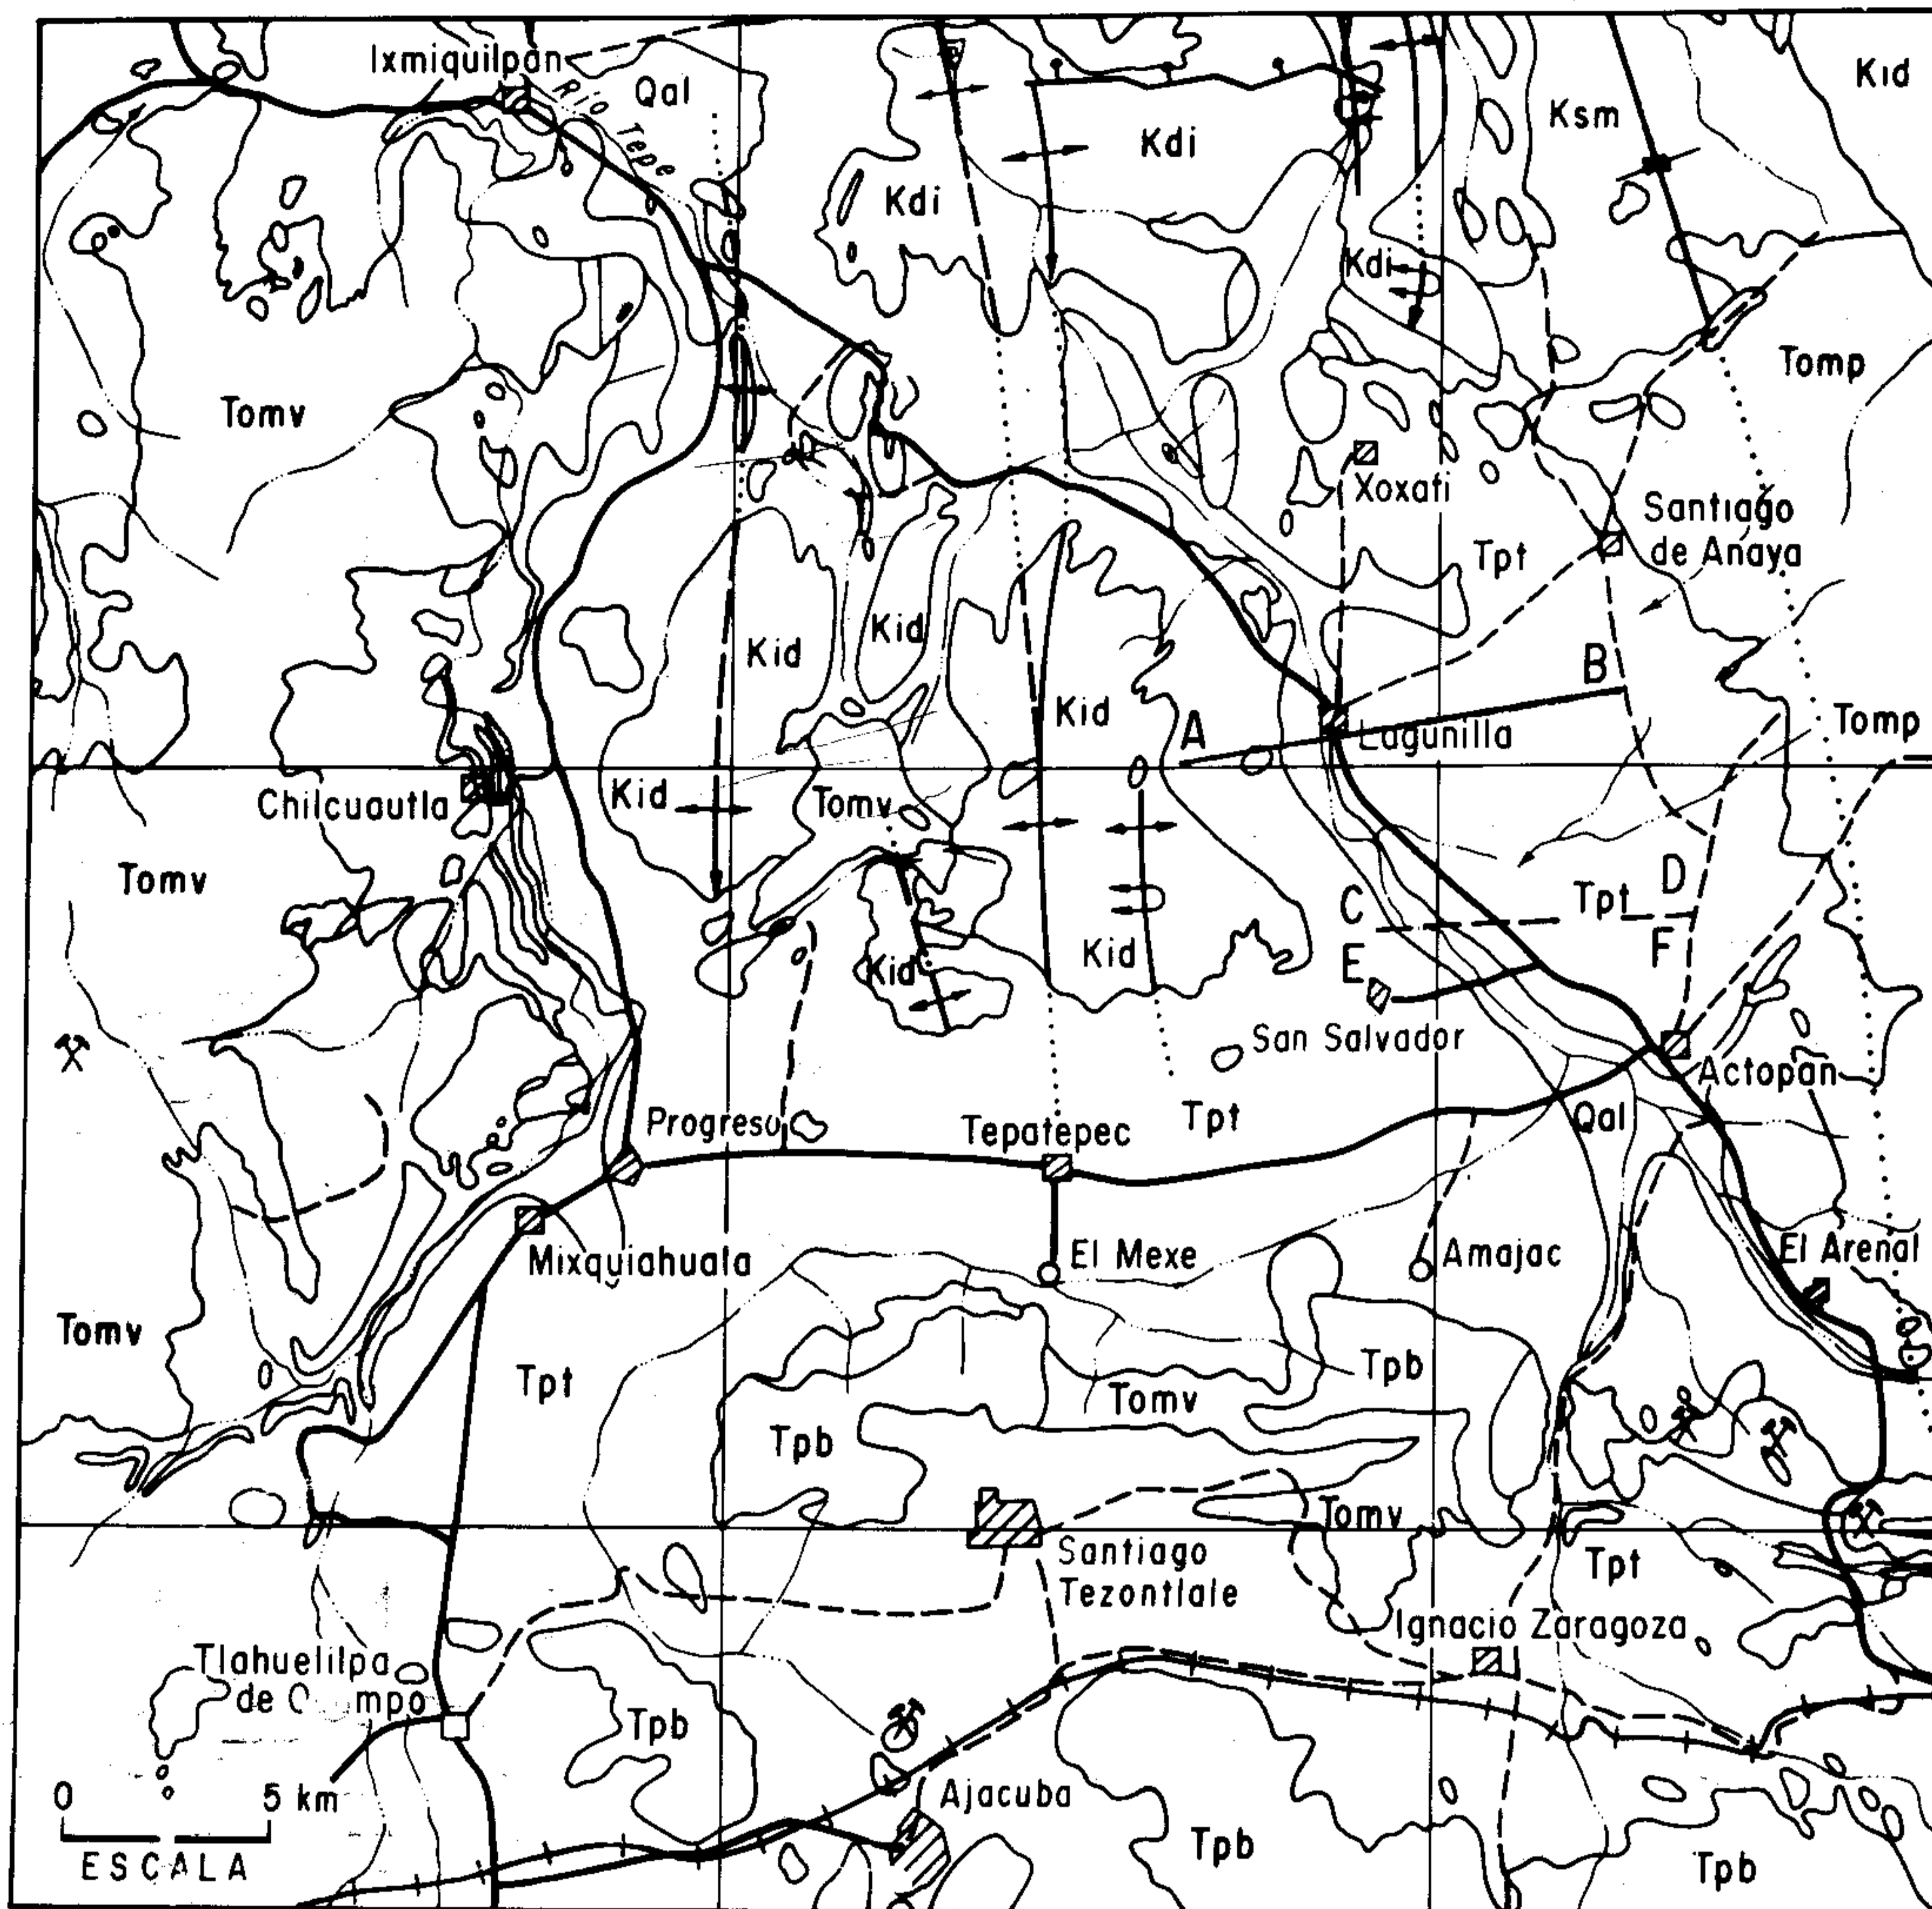 Ixmiquilpan
Río Tepe
Qal
Kdi
Ksm
Kid
Kdi
Kdi
Tomv
Tomp
Xoxafi
Santiago
de Anaya
Tpt
Kid
Kid
Kid
B
A
Lagunilla
Tomp
Kid
Tomv
Chilcuautla
Tomv
D
Tpt
C
Kid
F
E
Kid
San Salvador
Actopan
Progreso
Tepatepec
Tpt
Qal
Mixquiahuala
El Mexe
Amajac
El Arenal
Tomv
Tpt
Tpb
Tomv
Tpb
Tomv
Santiago
Tezontlale
Tpt
Ignacio Zaragoza
Tlahuelilpa
de O mpo
Tpb
0 5 km
ESCALA
Ajacuba
Tpb
Tpb